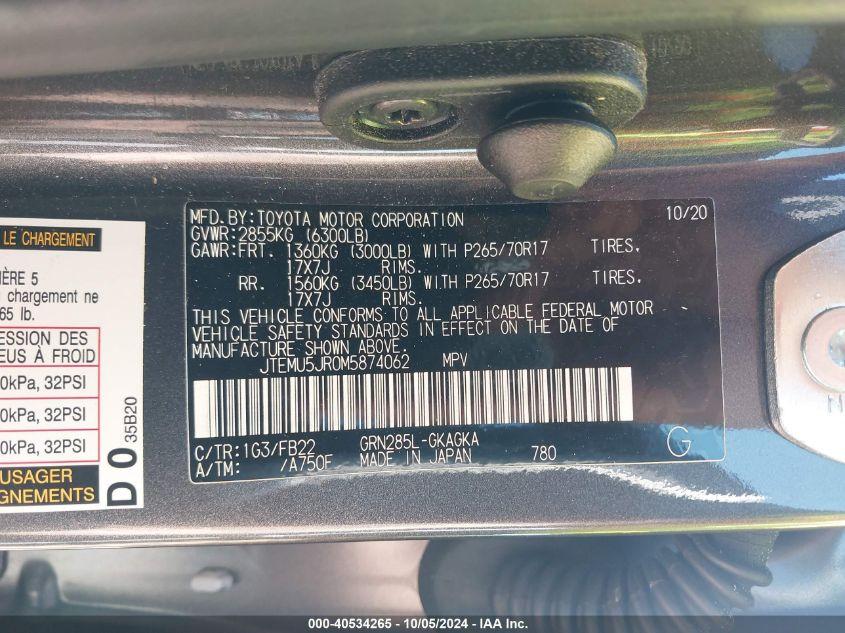 LE CHARGEMENT
IÈRE 5
chargement ne
65 lb.
ESSION DES
EUS À FROID
0kPa, 32PSI
0kPa, 32PSI
0kPa, 32PSI
USAGER
GNEMENTS
D0 35B20
MFD.BY:TOYOTA MOTOR CORPORATION 10/20
GVWR:2855KG (6300LB)
GAWR:FRT. 1360KG (3000LB) WITH P265/70R17 TIRES.
17X7J RIMS.
RR. 1560KG (3450LB) WITH P265/70R17 TIRES.
17X7J RIMS.
THIS VEHICLE CONFORMS TO ALL APPLICABLE FEDERAL MOTOR
VEHICLE SAFETY STANDARDS IN EFFECT ON THE DATE OF
MANUFACTURE SHOWN ABOVE.
JTEMU5JR0M5874062 MPV
C/TR:1G3/FB22 GRN285L-GKAGKA
A/TM: /A750F MADE IN JAPAN 780 G
000-40534265 - 10/05/2024 - IAA Inc.